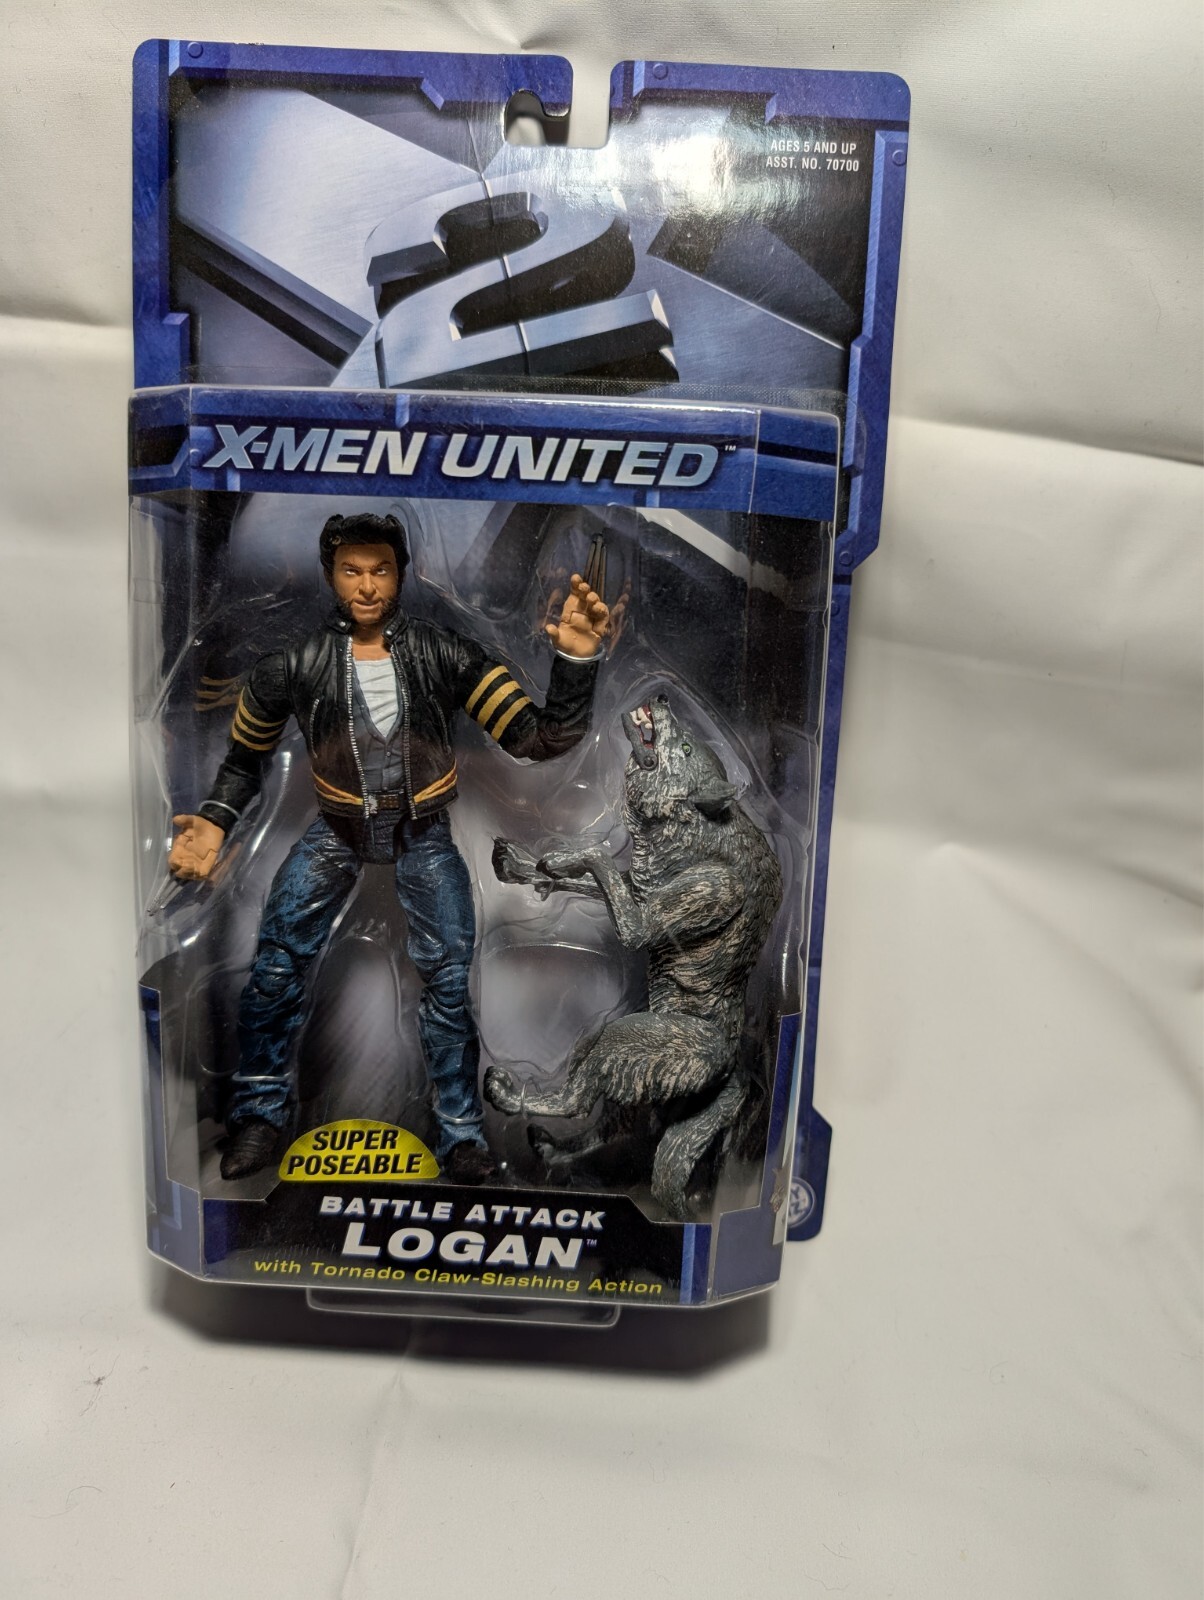 AGES 5 AND UP
ASST. NO. 70700
2
X-MEN UNITED™
SUPER
POSEABLE
BATTLE ATTACK
LOGAN™
with Tornado Claw-Slashing Action